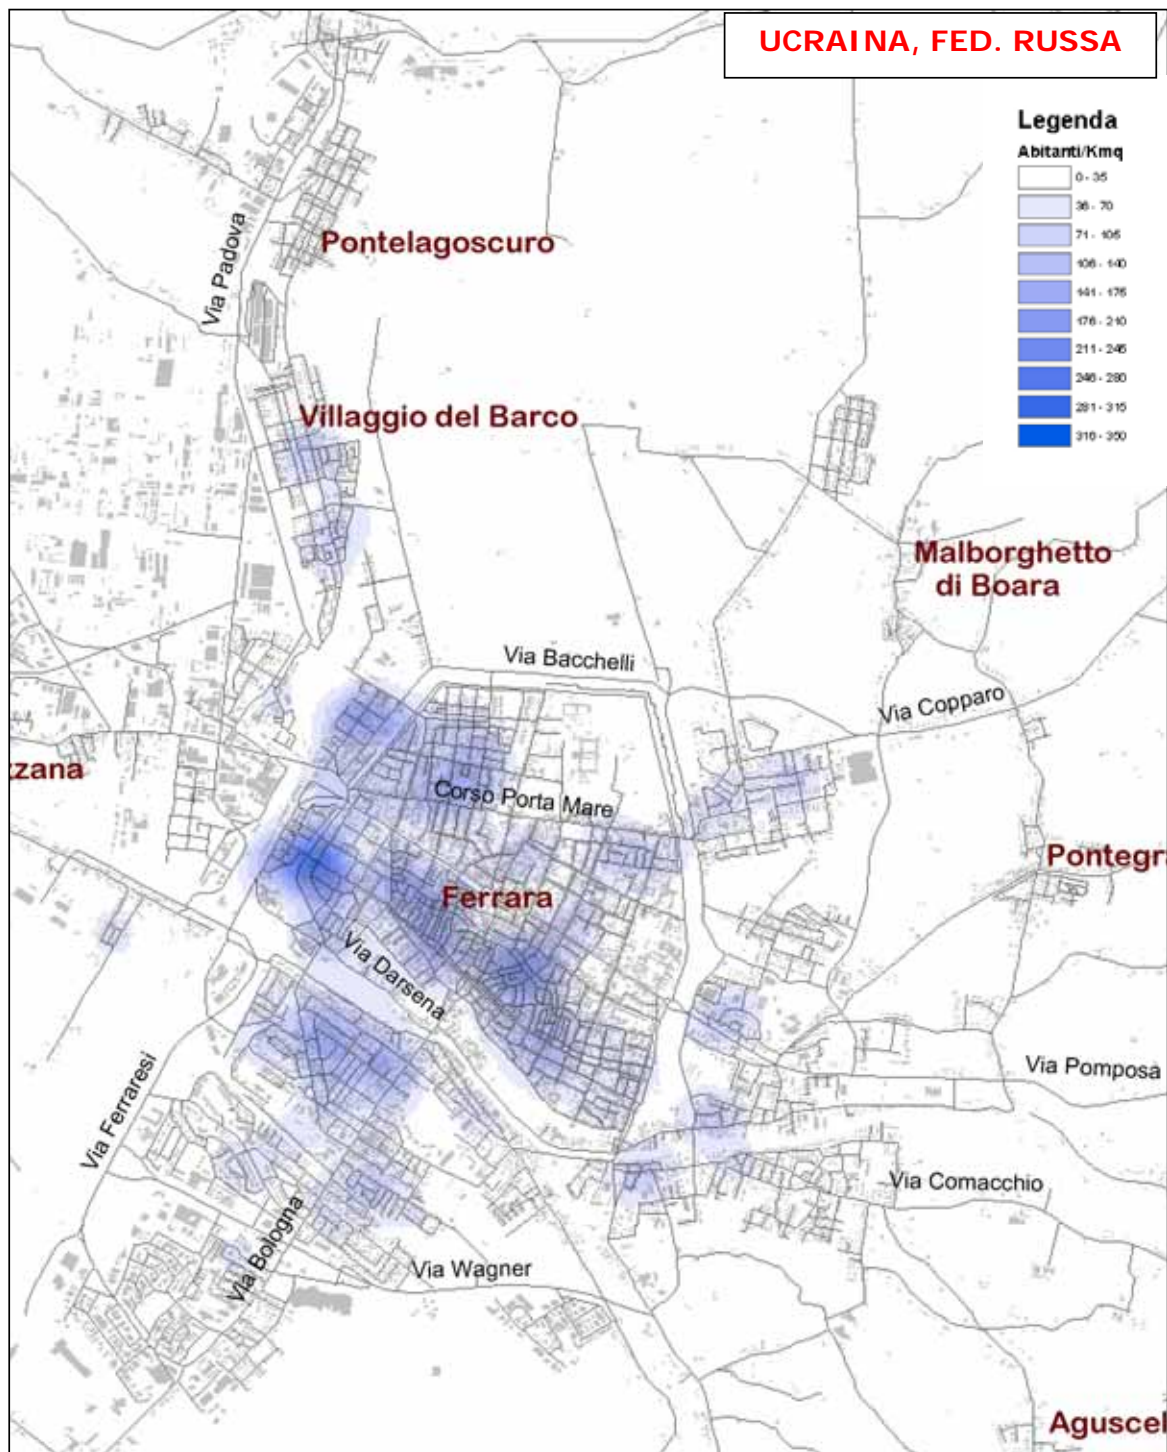 UCRAINA, FED. RUSSA
Legenda
Abitanti/Kmq
0 - 35
36 - 70
71 - 105
106 - 140
141 - 175
176 - 210
211 - 245
246 - 280
281 - 315
316 - 350
Pontelagoscuro
Via Padova
Villaggio del Barco
Malborghetto
di Boara
Via Bacchelli
Via Copparo
zzana
Corso Porta Mare
Pontegra
Ferrara
Via Darsena
Via Pomposa
Via Ferraresi
Via Comacchio
Via Bologna
Via Wagner
Aguscel